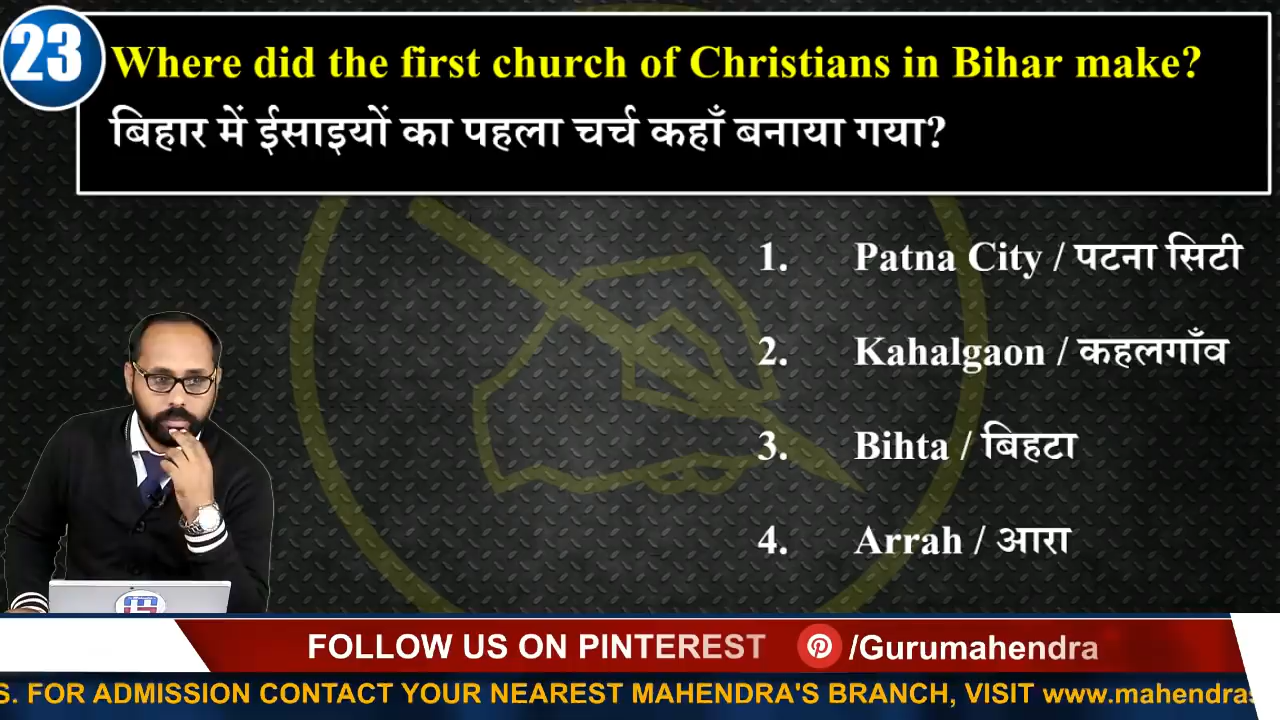 23
Where did the first church of Christians in Bihar make?
बिहार में ईसाइयों का पहला चर्च कहाँ बनाया गया?
1. Patna City / पटना सिटी
2. Kahalgaon / कहलगाँव
3. Bihta / बिहटा
4. Arrah / आरा
FOLLOW US ON PINTEREST /Gurumahendra
S. FOR ADMISSION CONTACT YOUR NEAREST MAHENDRA'S BRANCH, VISIT www.mahendras